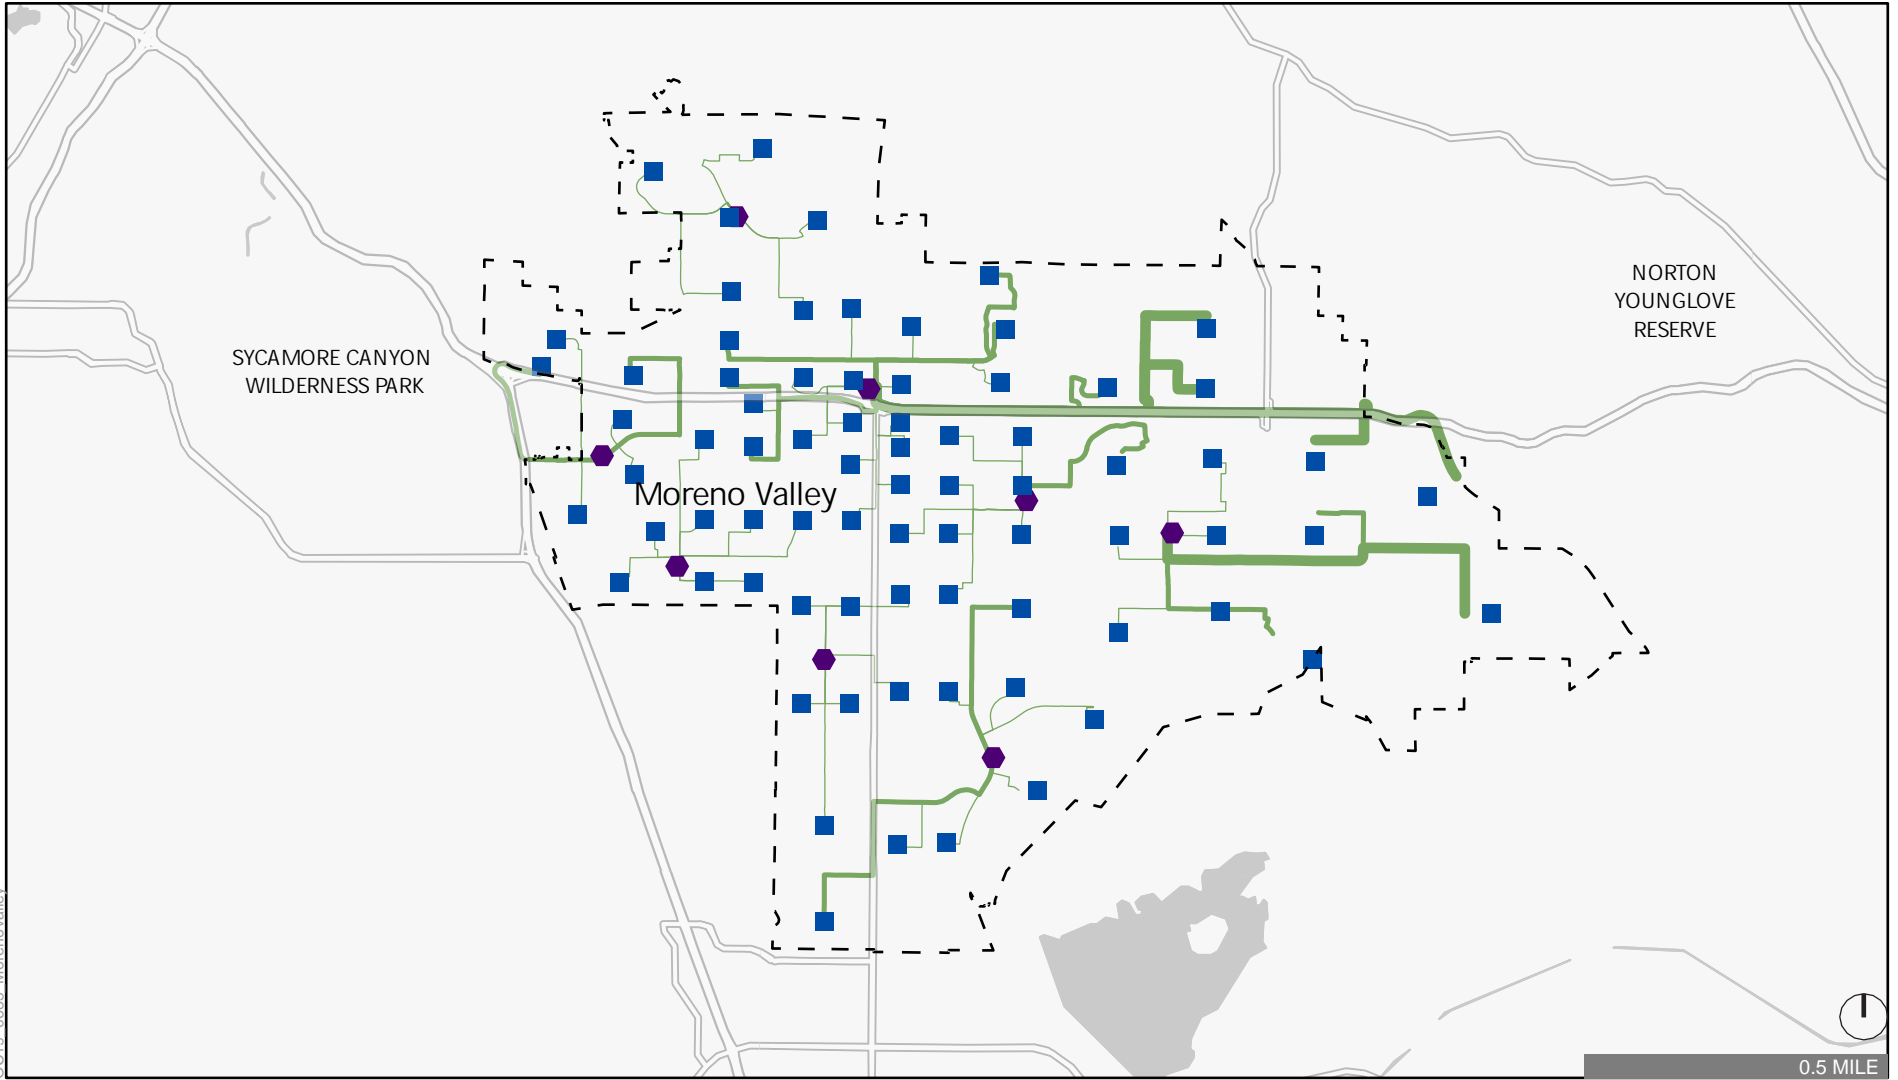 NORTON
YOUNGLOVE
RESERVE
SYCAMORE CANYON
WILDERNESS PARK
Moreno Valley
0.5 MILE